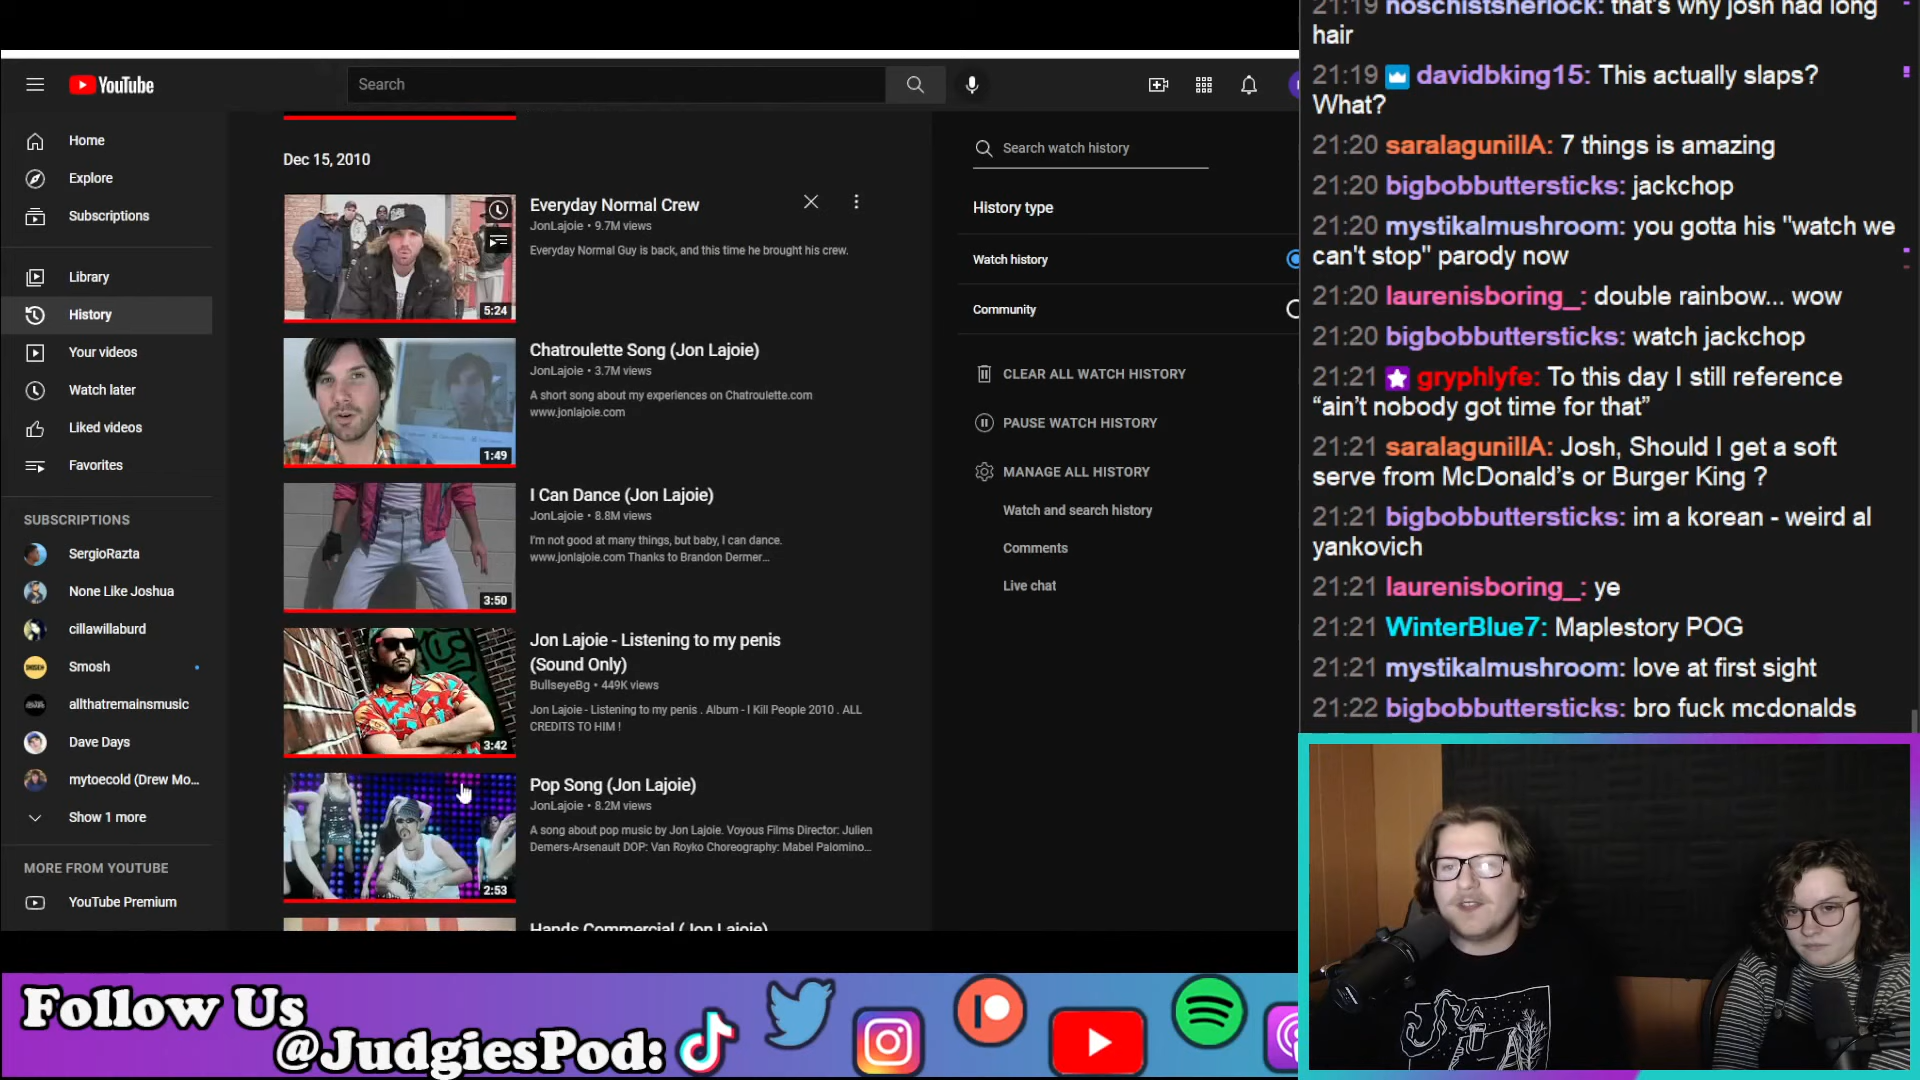 YouTube
Search
Home
Explore
Subscriptions
Library
History
Your videos
Watch later
Liked videos
Favorites
SUBSCRIPTIONS
SergioRazta
None Like Joshua
cillawillaburd
Smosh
allthatremainsmusic
Dave Days
mytoecold (Drew Mo...
Show 1 more
MORE FROM YOUTUBE
YouTube Premium
Dec 15, 2010
Everyday Normal Crew
JonLajoie • 9.7M views
Everyday Normal Guy is back, and this time he brought his crew.
5:24
Chatroulette Song (Jon Lajoie)
JonLajoie • 3.7M views
A short song about my experiences on Chatroulette.com
www.jonlajoie.com
1:49
I Can Dance (Jon Lajoie)
JonLajoie • 8.8M views
I'm not good at many things, but baby, I can dance.
www.jonlajoie.com Thanks to Brandon Dermer...
3:50
Jon Lajoie - Listening to my penis
(Sound Only)
BullseyeBg • 449K views
Jon Lajoie - Listening to my penis . Album - I Kill People 2010 . ALL
CREDITS TO HIM !
3:42
Pop Song (Jon Lajoie)
JonLajoie • 8.2M views
A song about pop music by Jon Lajoie. Voyous Films Director: Julien
Demers-Arsenault DOP: Van Royko Choreography: Mabel Palomino...
2:53
Hands Commercial (Jon Lajoie)
Search watch history
History type
Watch history
Community
CLEAR ALL WATCH HISTORY
PAUSE WATCH HISTORY
MANAGE ALL HISTORY
Watch and search history
Comments
Live chat
21:19 noschistsherlock: that's why josh had long
hair
21:19 davidbking15: This actually slaps?
What?
21:20 saralagunillA: 7 things is amazing
21:20 bigbobbuttersticks: jackchop
21:20 mystikalmushroom: you gotta his "watch we
can't stop" parody now
21:20 laurenisboring_: double rainbow... wow
21:20 bigbobbuttersticks: watch jackchop
21:21 gryphlyfe: To this day I still reference
“ain’t nobody got time for that”
21:21 saralagunillA: Josh, Should I get a soft
serve from McDonald’s or Burger King ?
21:21 bigbobbuttersticks: im a korean - weird al
yankovich
21:21 laurenisboring_: ye
21:21 WinterBlue7: Maplestory POG
21:21 mystikalmushroom: love at first sight
21:22 bigbobbuttersticks: bro fuck mcdonalds
Follow Us
@JudgiesPod: